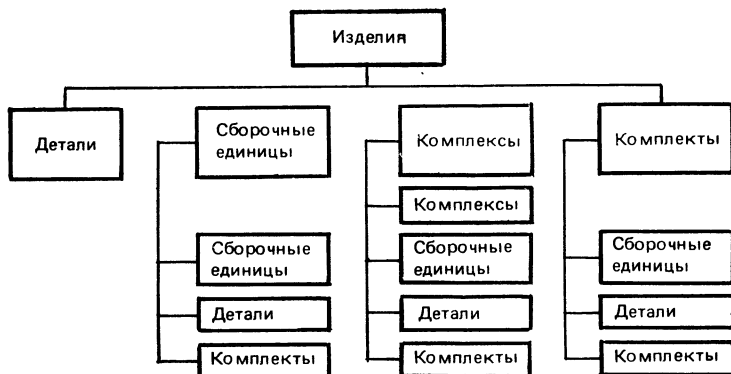 Изделия
Детали
Сборочные
единицы
Комплексы
Комплекты
Комплексы
Сборочные
единицы
Сборочные
единицы
Сборочные
единицы
Детали
Детали
Детали
Комплекты
Комплекты
Комплекты